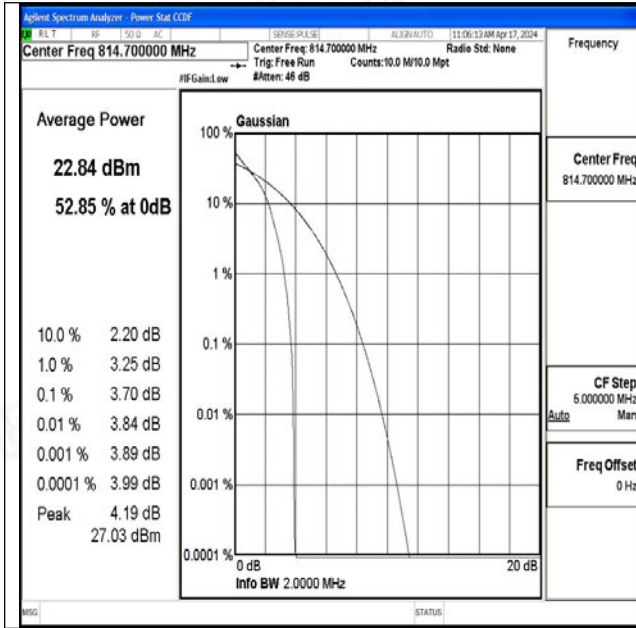 Agilent Spectrum Analyzer - Power Stat CCDF
RLT RF 50 Ω AC SENSE:PULSE ALIGN AUTO 11:06:13 AM Apr 17, 2024
Center Freq 814.700000 MHz
Center Freq: 814.700000 MHz Radio Std: None
Trig: Free Run Counts:10.0 M/10.0 Mpt
#IFGain:Low #Atten: 46 dB
Frequency
Average Power
22.84 dBm
52.85 % at 0dB
10.0 % 2.20 dB
1.0 % 3.25 dB
0.1 % 3.70 dB
0.01 % 3.84 dB
0.001 % 3.89 dB
0.0001 % 3.99 dB
Peak 4.19 dB
27.03 dBm
Gaussian
100 %
10 %
1 %
0.1 %
0.01 %
0.001 %
0.0001 %
0 dB 20 dB
Info BW 2.0000 MHz
Center Freq
814.700000 MHz
CF Step
5.000000 MHz
Auto Man
Freq Offset
0 Hz
MSG STATUS